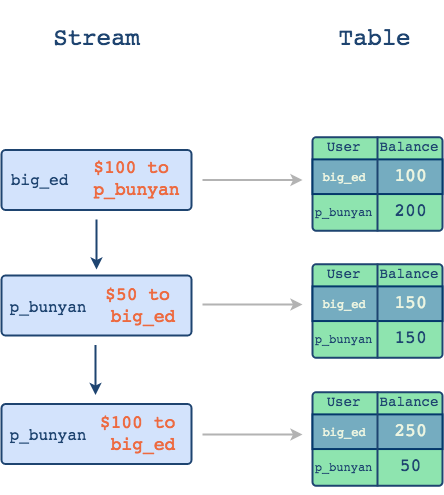 Stream Table
big_ed $100 to p_bunyan
User Balance
big_ed 100
p_bunyan 200
p_bunyan $50 to big_ed
User Balance
big_ed 150
p_bunyan 150
p_bunyan $100 to big_ed
User Balance
big_ed 250
p_bunyan 50